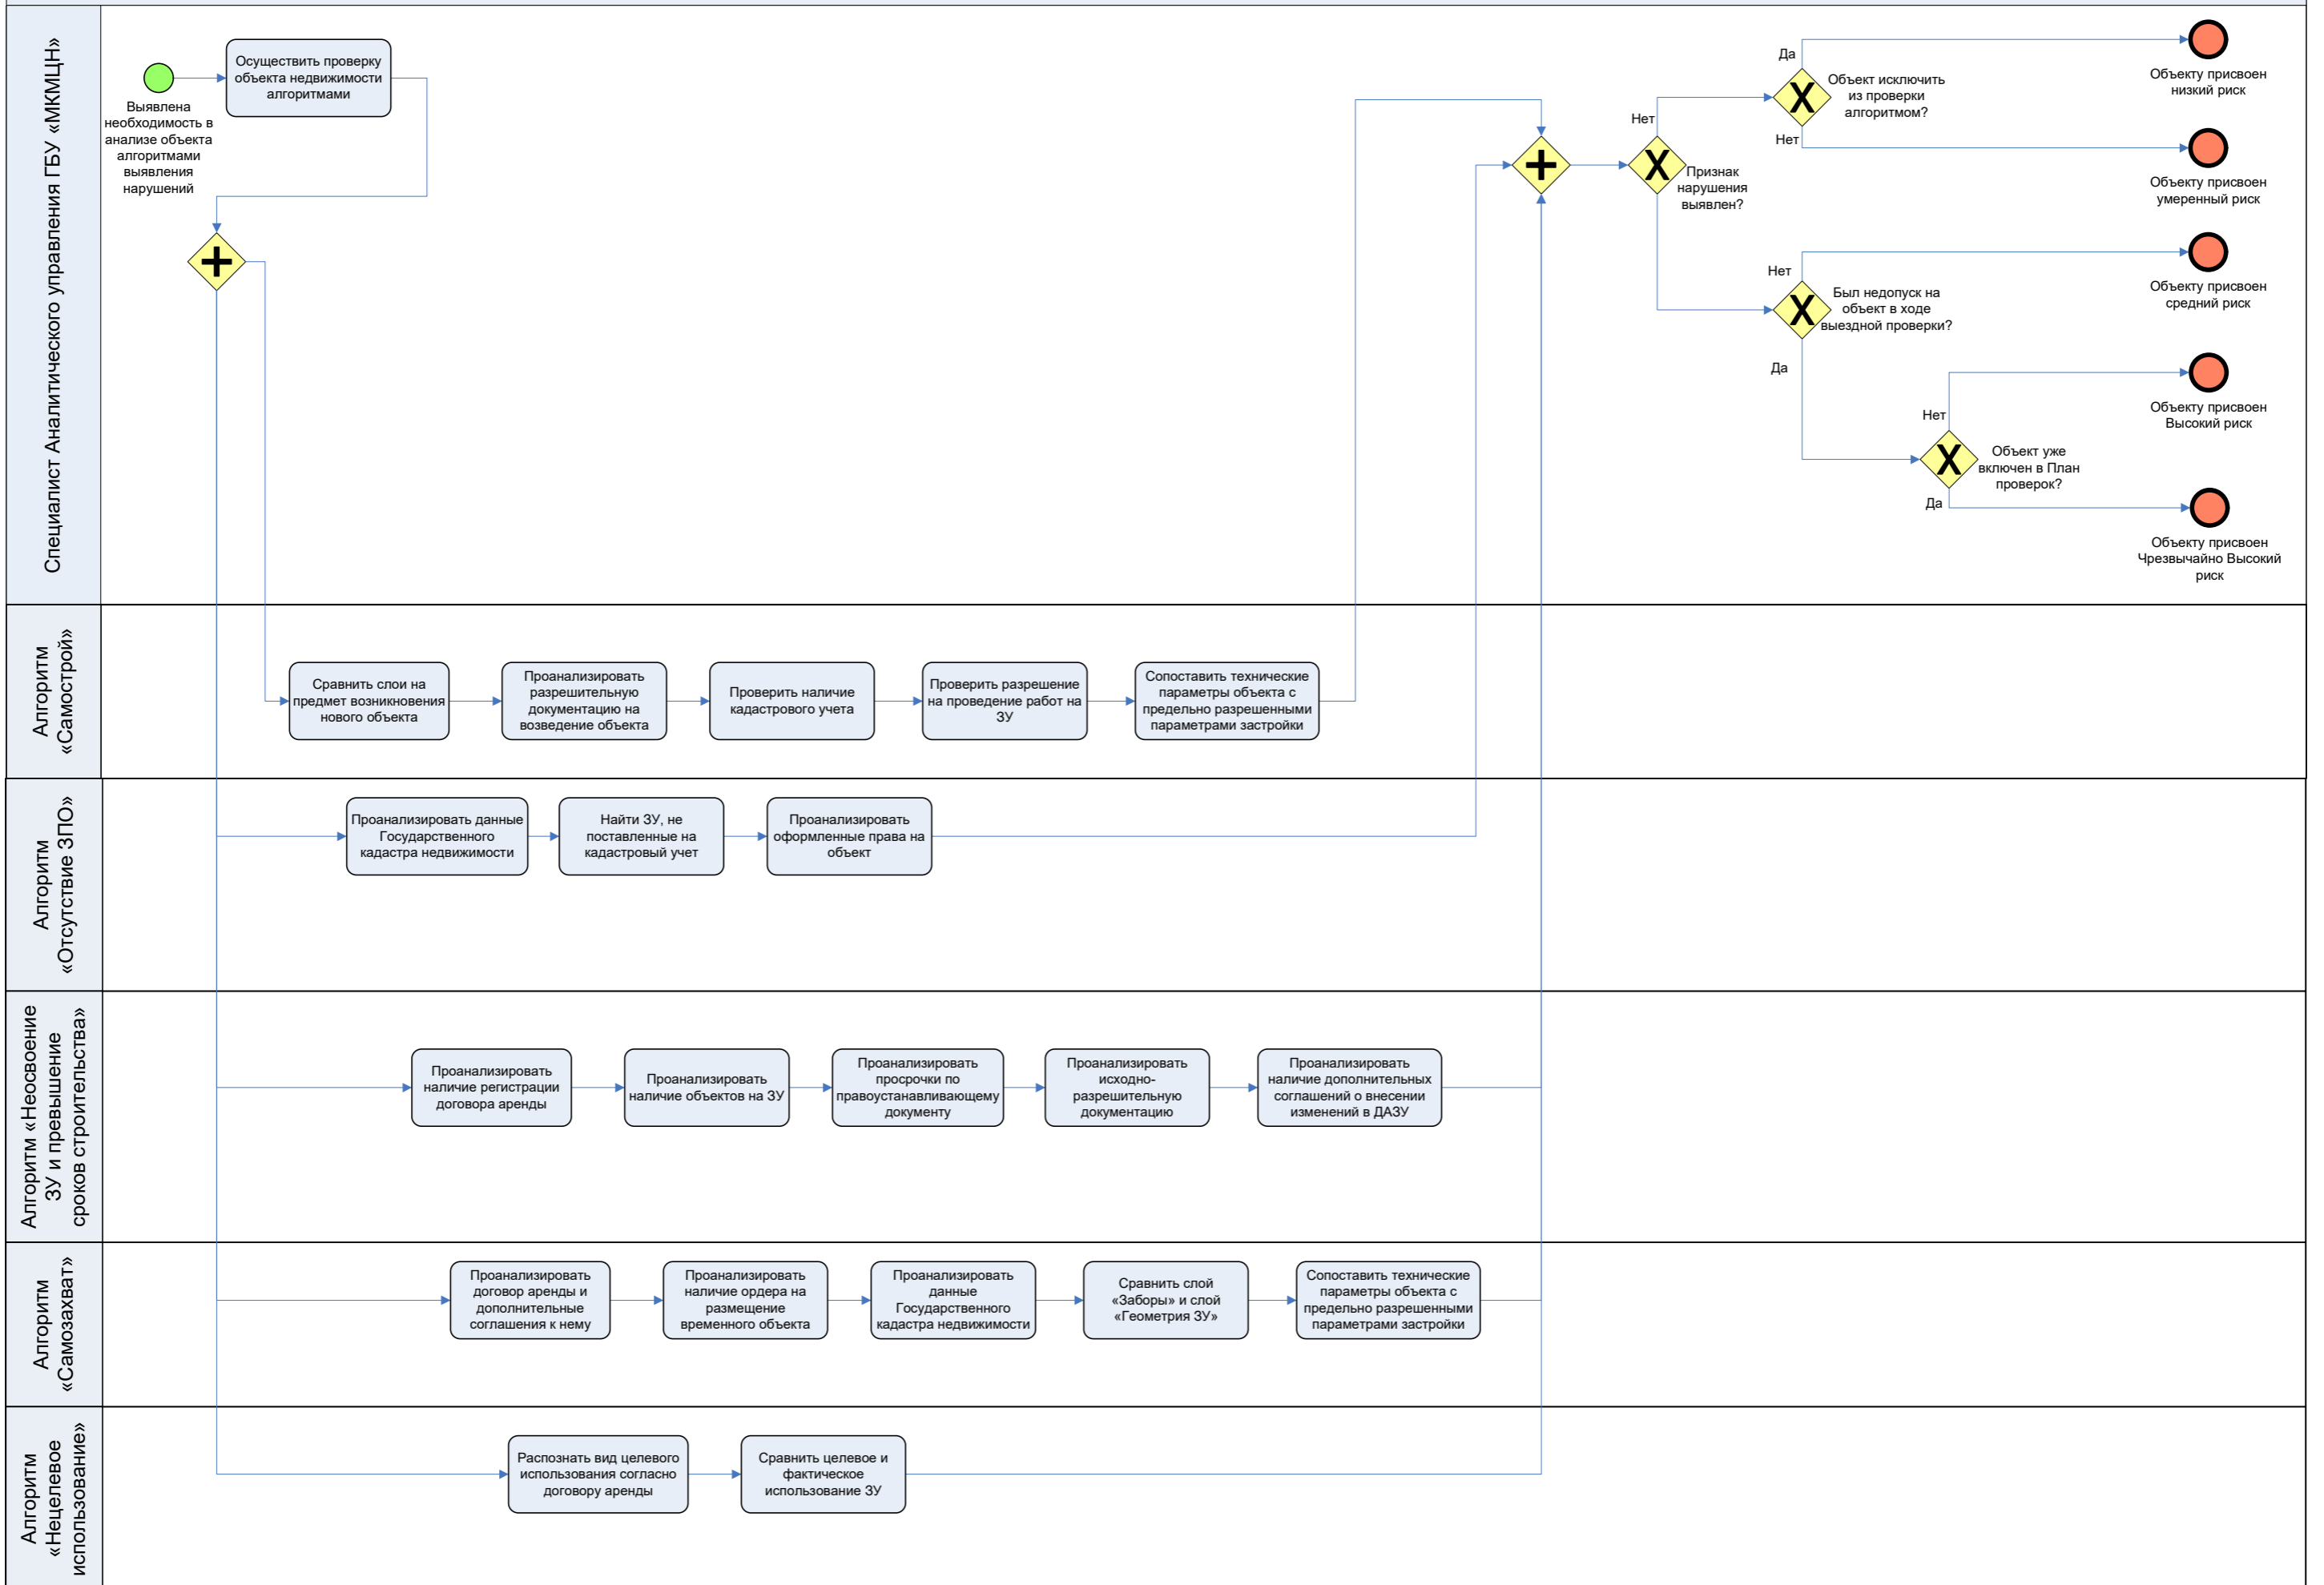 Специалист Аналитического управления ГБУ «МКМЦН»
Выявлена
необходимость в
анализе объекта
алгоритмами
выявления
нарушений
Осуществить проверку
объекта недвижимости
алгоритмами
Признак
нарушения
выявлен?
Нет
Объект исключить
из проверки
алгоритмом?
Да
Нет
Объекту присвоен
низкий риск
Объекту присвоен
умеренный риск
Был недопуск на
объект в ходе
выездной проверки?
Нет
Да
Объекту присвоен
средний риск
Объект уже
включен в План
проверок?
Нет
Да
Объекту присвоен
Высокий риск
Объекту присвоен
Чрезвычайно Высокий
риск
Алгоритм
«Самострой»
Сравнить слои на
предмет возникновения
нового объекта
Проанализировать
разрешительную
документацию на
возведение объекта
Проверить наличие
кадастрового учета
Проверить разрешение
на проведение работ на
ЗУ
Сопоставить технические
параметры объекта с
предельно разрешенными
параметрами застройки
Алгоритм
«Отсутствие ЗПО»
Проанализировать данные
Государственного
кадастра недвижимости
Найти ЗУ, не
поставленные на
кадастровый учет
Проанализировать
оформленные права на
объект
Алгоритм «Неосвоение
ЗУ и превышение
сроков строительства»
Проанализировать
наличие регистрации
договора аренды
Проанализировать
наличие объектов на ЗУ
Проанализировать
просрочки по
правоустанавливающему
документу
Проанализировать
исходно-
разрешительную
документацию
Проанализировать
наличие дополнительных
соглашений о внесении
изменений в ДАЗУ
Алгоритм
«Самозахват»
Проанализировать
договор аренды и
дополнительные
соглашения к нему
Проанализировать
наличие ордера на
размещение
временного объекта
Проанализировать
данные
Государственного
кадастра недвижимости
Сравнить слой
«Заборы» и слой
«Геометрия ЗУ»
Сопоставить технические
параметры объекта с
предельно разрешенными
параметрами застройки
Алгоритм
«Нецелевое
использование»
Распознать вид целевого
использования согласно
договору аренды
Сравнить целевое и
фактическое
использование ЗУ